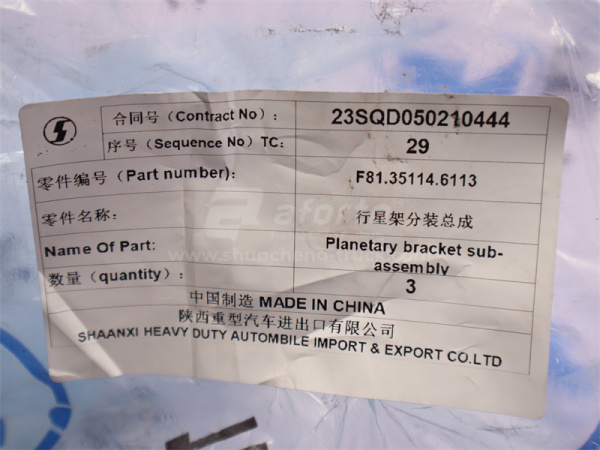 合同号（Contract No）： 23SQD050210444
序号（Sequence No）TC： 29
零件编号（Part number): F81.35114.6113
零件名称： 行星架分装总成
Name Of Part: Planetary bracket sub-
assembly
数量（quantity）： 3
中国制造 MADE IN CHINA
陕西重型汽车进出口有限公司
SHAANXI HEAVY DUTY AUTOMBILE IMPORT & EXPORT CO.LTD